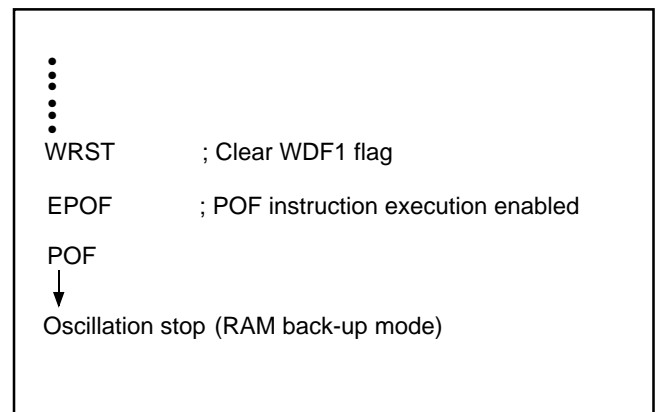 WRST ; Clear WDF1 flag
EPOF ; POF instruction execution enabled
POF
Oscillation stop (RAM back-up mode)